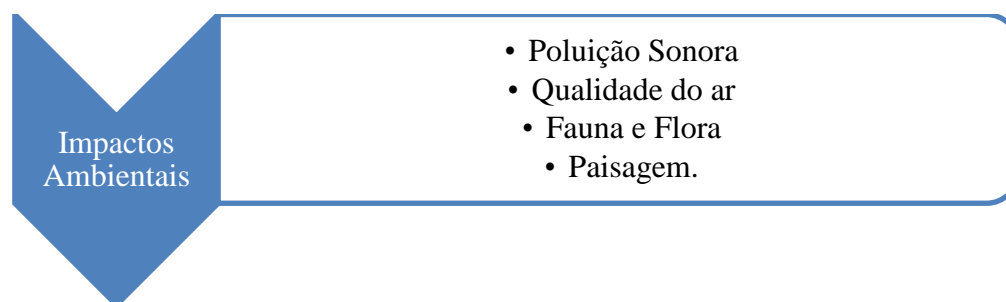 Impactos
Ambientais
• Poluição Sonora
• Qualidade do ar
• Fauna e Flora
• Paisagem.